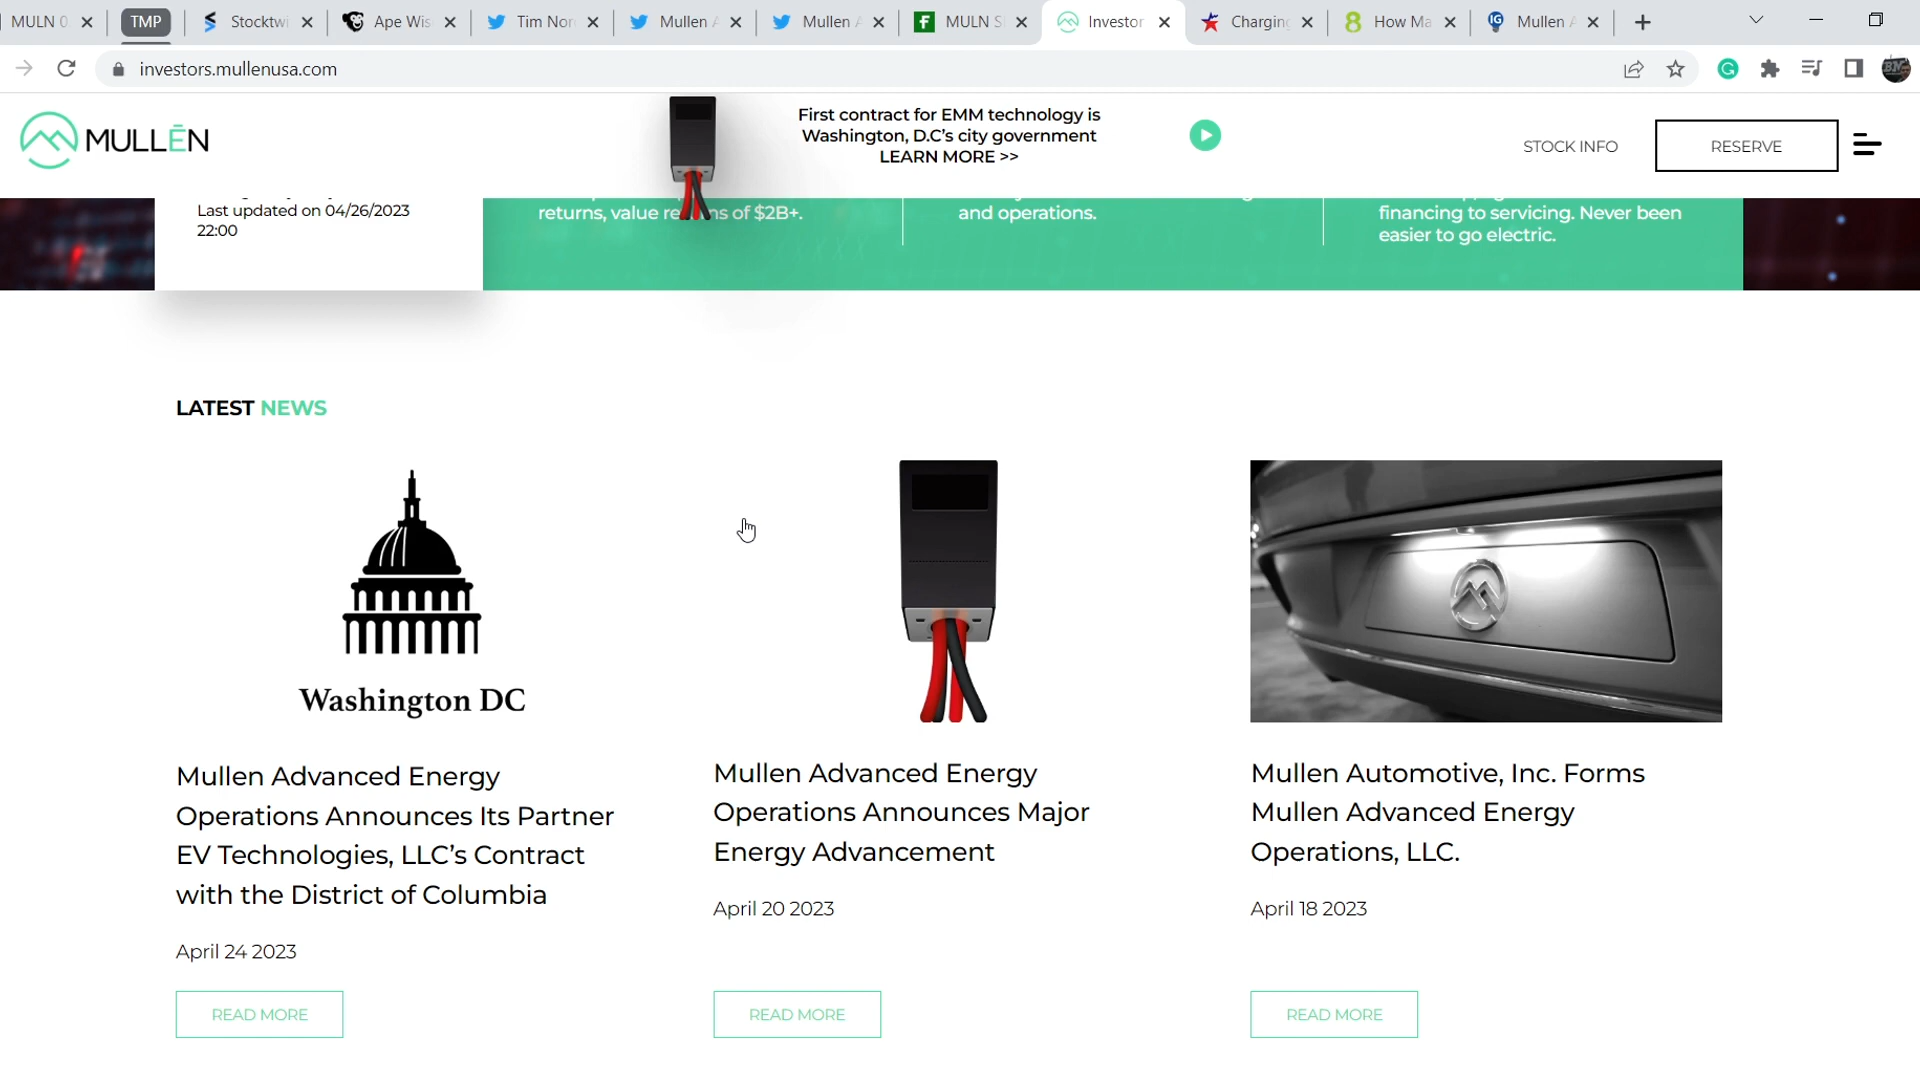 MULN 0
TMP
Stocktwi
Ape Wis
Tim Nor
Mullen A
Mullen A
MULN S
Investor
Charging
How Ma
Mullen A
investors.mullenusa.com
MULLĒN
First contract for EMM technology is
Washington, D.C's city government
LEARN MORE >>
STOCK INFO
RESERVE
Last updated on 04/26/2023
22:00
returns, value
of $2B+.
and operations.
financing to servicing. Never been
easier to go electric.
LATEST NEWS
Washington DC
Mullen Advanced Energy
Operations Announces Its Partner
EV Technologies, LLC's Contract
with the District of Columbia
April 24 2023
READ MORE
Mullen Advanced Energy
Operations Announces Major
Energy Advancement
April 20 2023
READ MORE
Mullen Automotive, Inc. Forms
Mullen Advanced Energy
Operations, LLC.
April 18 2023
READ MORE